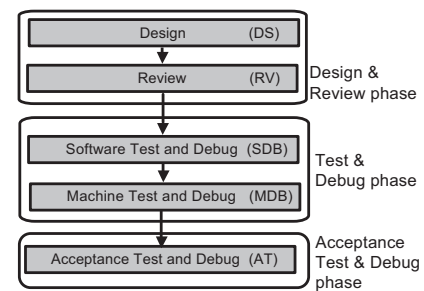 Design (DS)
Review (RV)
Design &
Review phase
Software Test and Debug (SDB)
Machine Test and Debug (MDB)
Test &
Debug phase
Acceptance Test and Debug (AT)
Acceptance
Test & Debug
phase